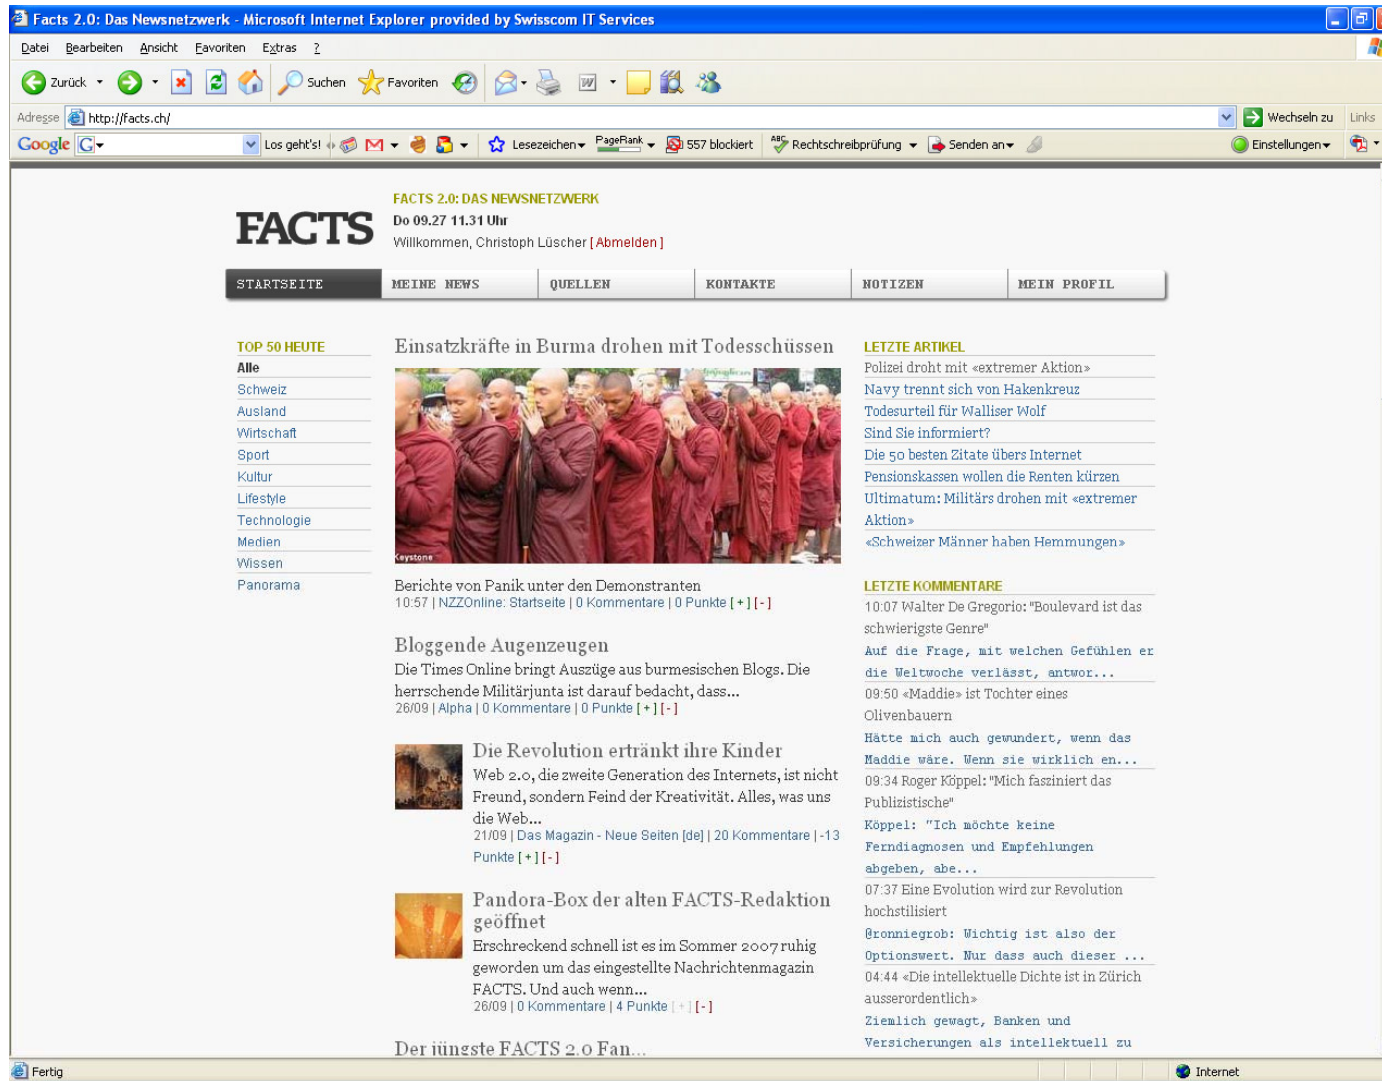 Facts 2.0: Das Newsnetzwerk - Microsoft Internet Explorer provided by Swisscom IT Services
Datei Bearbeiten Ansicht Favoriten Extras ?
Zurück Suchen Favoriten
Adresse http://facts.ch/ Wechseln zu Links
Google G Los geht's! Lesezeichen PageRank 557 blockiert ABC Rechtschreibprüfung Senden an Einstellungen
FACTS
FACTS 2.0: DAS NEWSNETZWERK
Do 09.27 11.31 Uhr
Willkommen, Christoph Lüscher [ Abmelden ]
STARTSEITE MEINE NEWS QUELLEN KONTAKTE NOTIZEN MEIN PROFIL
TOP 50 HEUTE
Alle
Schweiz
Ausland
Wirtschaft
Sport
Kultur
Lifestyle
Technologie
Medien
Wissen
Panorama
Einsatzkräfte in Burma drohen mit Todesschüssen
Keystone
Berichte von Panik unter den Demonstranten
10:57 | NZZOnline: Startseite | 0 Kommentare | 0 Punkte [ + ] [ - ]
Bloggende Augenzeugen
Die Times Online bringt Auszüge aus burmesischen Blogs. Die
herrschende Militärjunta ist darauf bedacht, dass...
26/09 | Alpha | 0 Kommentare | 0 Punkte [ + ] [ - ]
Die Revolution ertränkt ihre Kinder
Web 2.0, die zweite Generation des Internets, ist nicht
Freund, sondern Feind der Kreativität. Alles, was uns
die Web...
21/09 | Das Magazin - Neue Seiten [de] | 20 Kommentare | -13
Punkte [ + ] [ - ]
Pandora-Box der alten FACTS-Redaktion
geöffnet
Erschreckend schnell ist es im Sommer 2007 ruhig
geworden um das eingestellte Nachrichtenmagazin
FACTS. Und auch wenn...
26/09 | 0 Kommentare | 4 Punkte [ + ] [ - ]
Der jüngste FACTS 2.0 Fan...
LETZTE ARTIKEL
Polizei droht mit «extremer Aktion»
Navy trennt sich von Hakenkreuz
Todesurteil für Walliser Wolf
Sind Sie informiert?
Die 50 besten Zitate übers Internet
Pensionskassen wollen die Renten kürzen
Ultimatum: Militärs drohen mit «extremer
Aktion»
«Schweizer Männer haben Hemmungen»
LETZTE KOMMENTARE
10:07 Walter De Gregorio: "Boulevard ist das
schwierigste Genre"
Auf die Frage, mit welchen Gefühlen er
die Weltwoche verlässt, antwor...
09:50 «Maddie» ist Tochter eines
Olivenbauern
Hätte mich auch gewundert, wenn das
Maddie wäre. Wenn sie wirklich en...
09:34 Roger Köppel: "Mich fasziniert das
Publizistische"
Köppel: "Ich möchte keine
Ferndiagnosen und Empfehlungen
abgeben, abe...
07:37 Eine Evolution wird zur Revolution
hochstilisiert
@ronniegrob: Wichtig ist also der
Optionswert. Nur dass auch dieser ...
04:44 «Die intellektuelle Dichte ist in Zürich
ausserordentlich»
Ziemlich gewagt, Banken und
Versicherungen als intellektuell zu
Fertig Internet